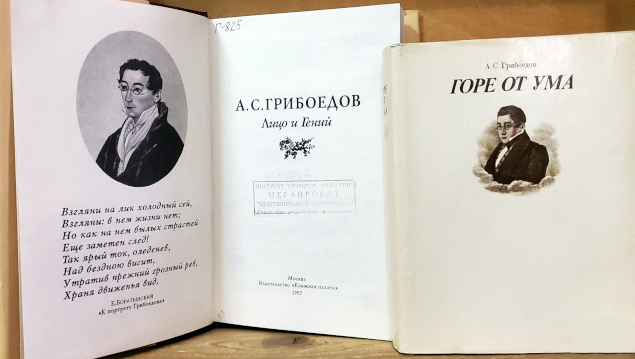 Взгляни на лик холодный сей,
Взгляни: в нем жизни нет;
Но как на нем былых страстей
Еще заметен след!
Так ярый ток, оледенев,
Над бездною висит,
Утратив прежний грозный рев,
Храня движенья вид.
Е.Боратынский
«К портрету Грибоедова»
Г-825
А.С.ГРИБОЕДОВ
Лицо и Гений
МЕГАПРОЕКТ
Москва
Издательство «Книжная палата»
1997
А. С. Грибоедов
ГОРЕ ОТ УМА